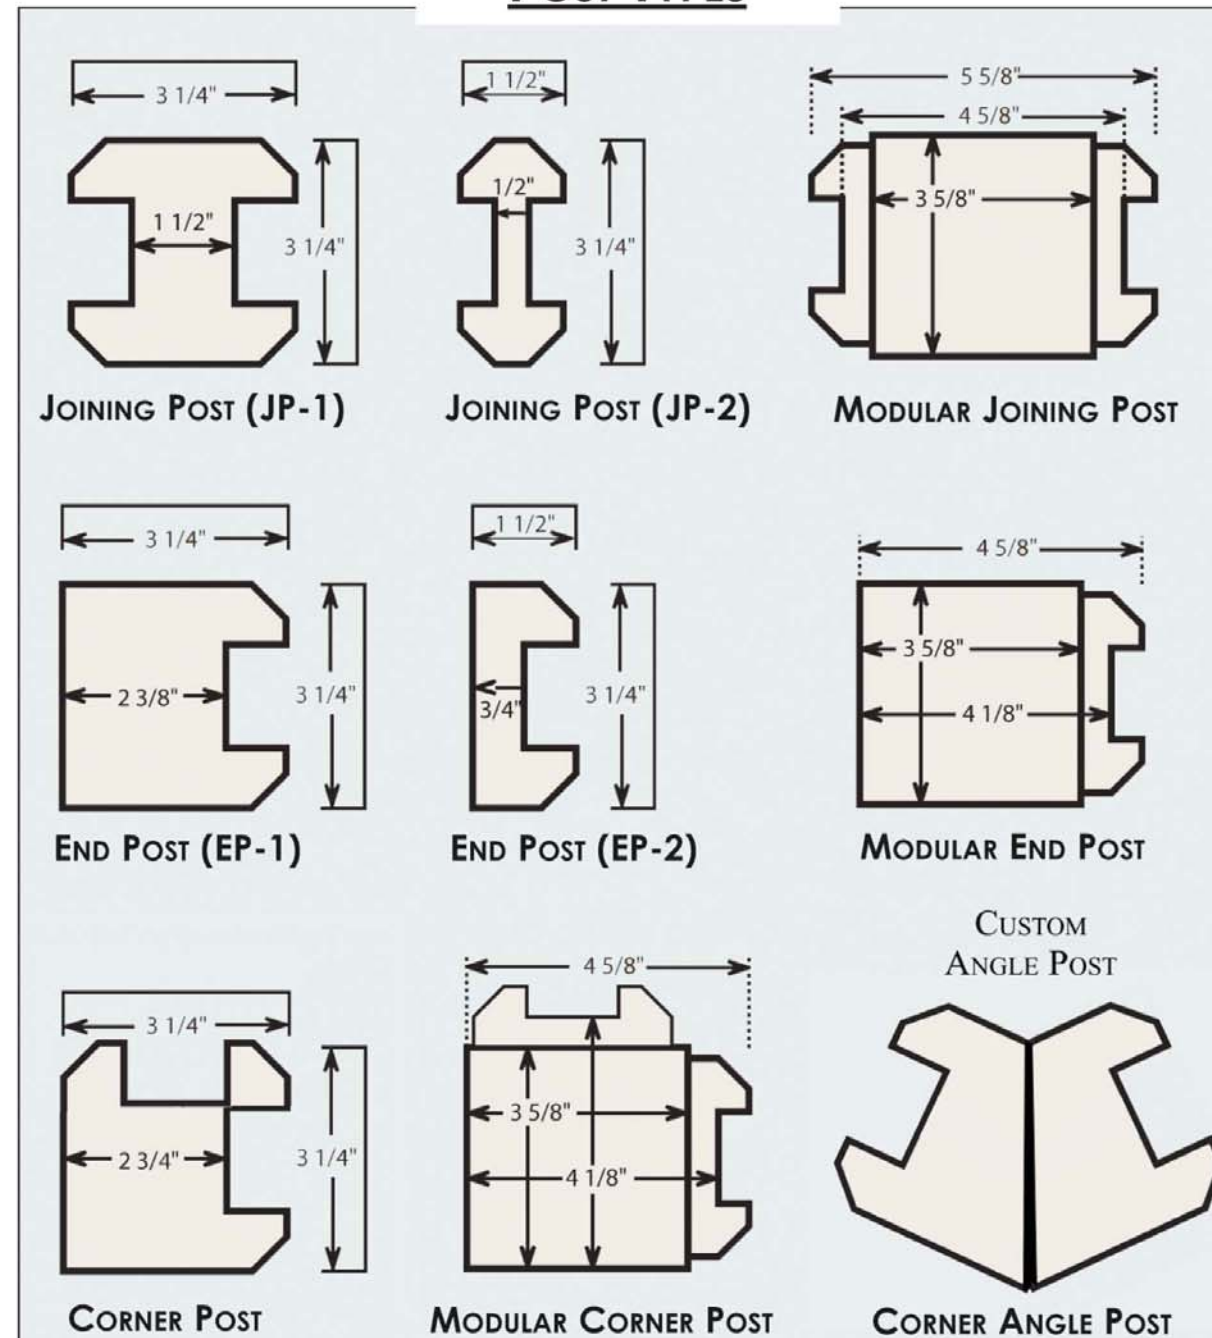 3 1/4"
1 1/2"
3 1/4"
JOINING POST (JP-1)
1 1/2"
1/2"
3 1/4"
JOINING POST (JP-2)
5 5/8"
4 5/8"
3 5/8"
MODULAR JOINING POST
3 1/4"
2 3/8"
3 1/4"
END POST (EP-1)
1 1/2"
3/4"
3 1/4"
END POST (EP-2)
4 5/8"
3 5/8"
4 1/8"
MODULAR END POST
3 1/4"
2 3/4"
3 1/4"
CORNER POST
4 5/8"
3 5/8"
4 1/8"
MODULAR CORNER POST
CUSTOM
ANGLE POST
CORNER ANGLE POST